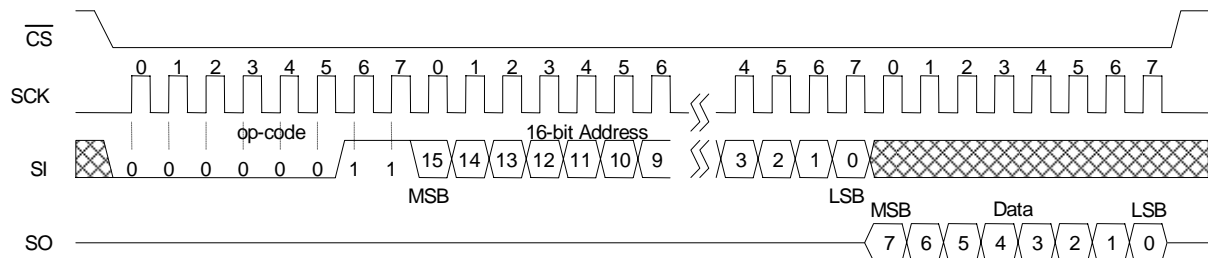 CS
0 1 2 3 4 5 6 7 0 1 2 3 4 5 6 4 5 6 7 0 1 2 3 4 5 6 7
SCK
op-code 16-bit Address
SI 0 0 0 0 0 0 1 1 15 14 13 12 11 10 9 3 2 1 0
MSB LSB
MSB Data LSB
SO 7 6 5 4 3 2 1 0